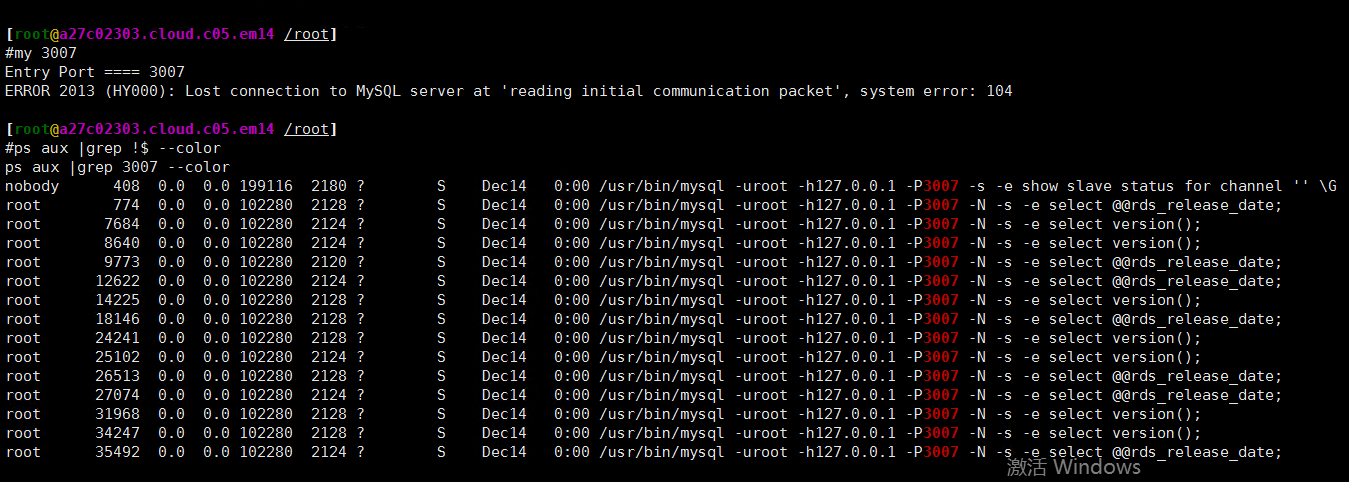 [root@a27c02303.cloud.c05.em14 /root]
#my 3007
Entry Port ==== 3007
ERROR 2013 (HY000): Lost connection to MySQL server at 'reading initial communication packet', system error: 104
[root@a27c02303.cloud.c05.em14 /root]
#ps aux |grep !$ --color
ps aux |grep 3007 --color
nobody      408  0.0  0.0 199116  2180 ?        S    Dec14   0:00 /usr/bin/mysql -uroot -h127.0.0.1 -P3007 -s -e show slave status for channel '' \G
root        774  0.0  0.0 102280  2128 ?        S    Dec14   0:00 /usr/bin/mysql -uroot -h127.0.0.1 -P3007 -N -s -e select @@rds_release_date;
root       7684  0.0  0.0 102280  2124 ?        S    Dec14   0:00 /usr/bin/mysql -uroot -h127.0.0.1 -P3007 -N -s -e select version();
root       8640  0.0  0.0 102280  2124 ?        S    Dec14   0:00 /usr/bin/mysql -uroot -h127.0.0.1 -P3007 -N -s -e select version();
root       9773  0.0  0.0 102280  2120 ?        S    Dec14   0:00 /usr/bin/mysql -uroot -h127.0.0.1 -P3007 -N -s -e select @@rds_release_date;
root      12622  0.0  0.0 102280  2124 ?        S    Dec14   0:00 /usr/bin/mysql -uroot -h127.0.0.1 -P3007 -N -s -e select @@rds_release_date;
root      14225  0.0  0.0 102280  2128 ?        S    Dec14   0:00 /usr/bin/mysql -uroot -h127.0.0.1 -P3007 -N -s -e select version();
root      18146  0.0  0.0 102280  2128 ?        S    Dec14   0:00 /usr/bin/mysql -uroot -h127.0.0.1 -P3007 -N -s -e select @@rds_release_date;
root      24241  0.0  0.0 102280  2128 ?        S    Dec14   0:00 /usr/bin/mysql -uroot -h127.0.0.1 -P3007 -N -s -e select version();
root      25102  0.0  0.0 102280  2124 ?        S    Dec14   0:00 /usr/bin/mysql -uroot -h127.0.0.1 -P3007 -N -s -e select version();
root      26513  0.0  0.0 102280  2128 ?        S    Dec14   0:00 /usr/bin/mysql -uroot -h127.0.0.1 -P3007 -N -s -e select @@rds_release_date;
root      27074  0.0  0.0 102280  2124 ?        S    Dec14   0:00 /usr/bin/mysql -uroot -h127.0.0.1 -P3007 -N -s -e select @@rds_release_date;
root      31968  0.0  0.0 102280  2128 ?        S    Dec14   0:00 /usr/bin/mysql -uroot -h127.0.0.1 -P3007 -N -s -e select version();
root      34247  0.0  0.0 102280  2128 ?        S    Dec14   0:00 /usr/bin/mysql -uroot -h127.0.0.1 -P3007 -N -s -e select version();
root      35492  0.0  0.0 102280  2124 ?        S    Dec14   0:00 /usr/bin/mysql -uroot -h127.0.0.1 -P3007 -N -s -e select @@rds_release_date;
激活 Windows